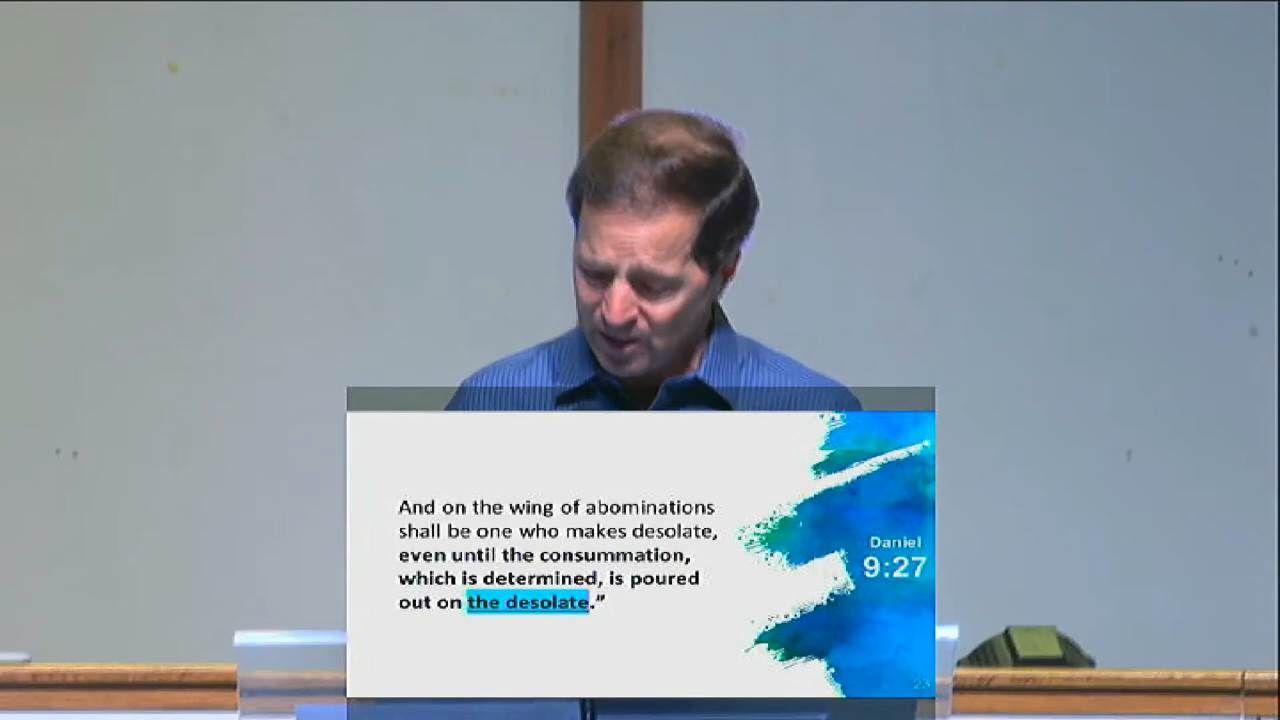 And on the wing of abominations
shall be one who makes desolate,
even until the consummation,
which is determined, is poured
out on the desolate.”
Daniel
9:27
23